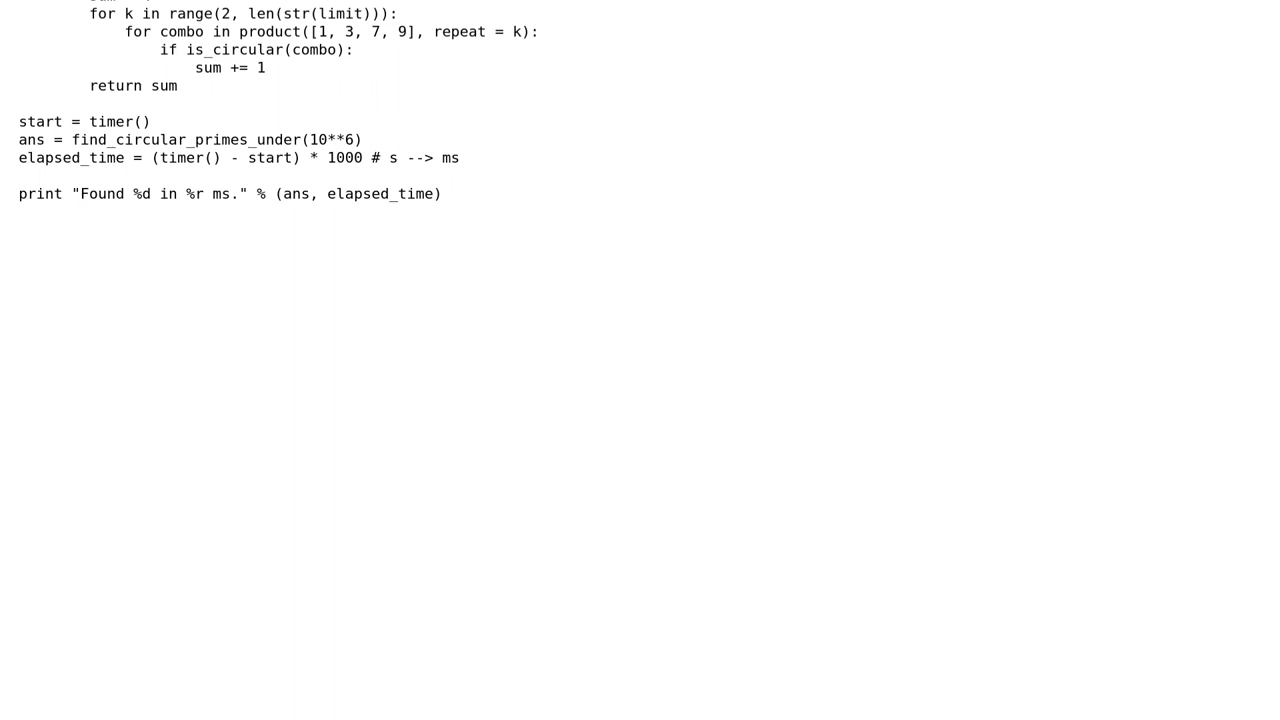 for k in range(2, len(str(limit))):
            for combo in product([1, 3, 7, 9], repeat = k):
                if is_circular(combo):
                    sum += 1
        return sum

start = timer()
ans = find_circular_primes_under(10**6)
elapsed_time = (timer() - start) * 1000 # s --> ms

print "Found %d in %r ms." % (ans, elapsed_time)